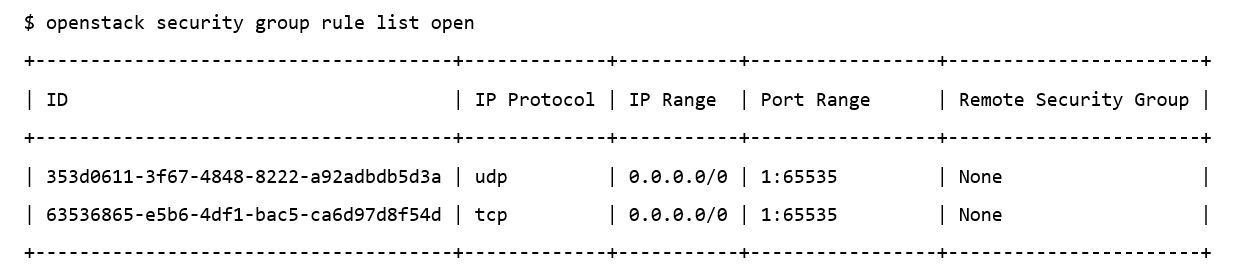 $ openstack security group rule list open
+--------------------------------------+-------------+-----------+-----------------+-----------------------+
| ID                                   | IP Protocol | IP Range  | Port Range      | Remote Security Group |
+--------------------------------------+-------------+-----------+-----------------+-----------------------+
| 353d0611-3f67-4848-8222-a92adbdb5d3a | udp         | 0.0.0.0/0 | 1:65535         | None                  |
| 63536865-e5b6-4df1-bac5-ca6d97d8f54d | tcp         | 0.0.0.0/0 | 1:65535         | None                  |
+--------------------------------------+-------------+-----------+-----------------+-----------------------+